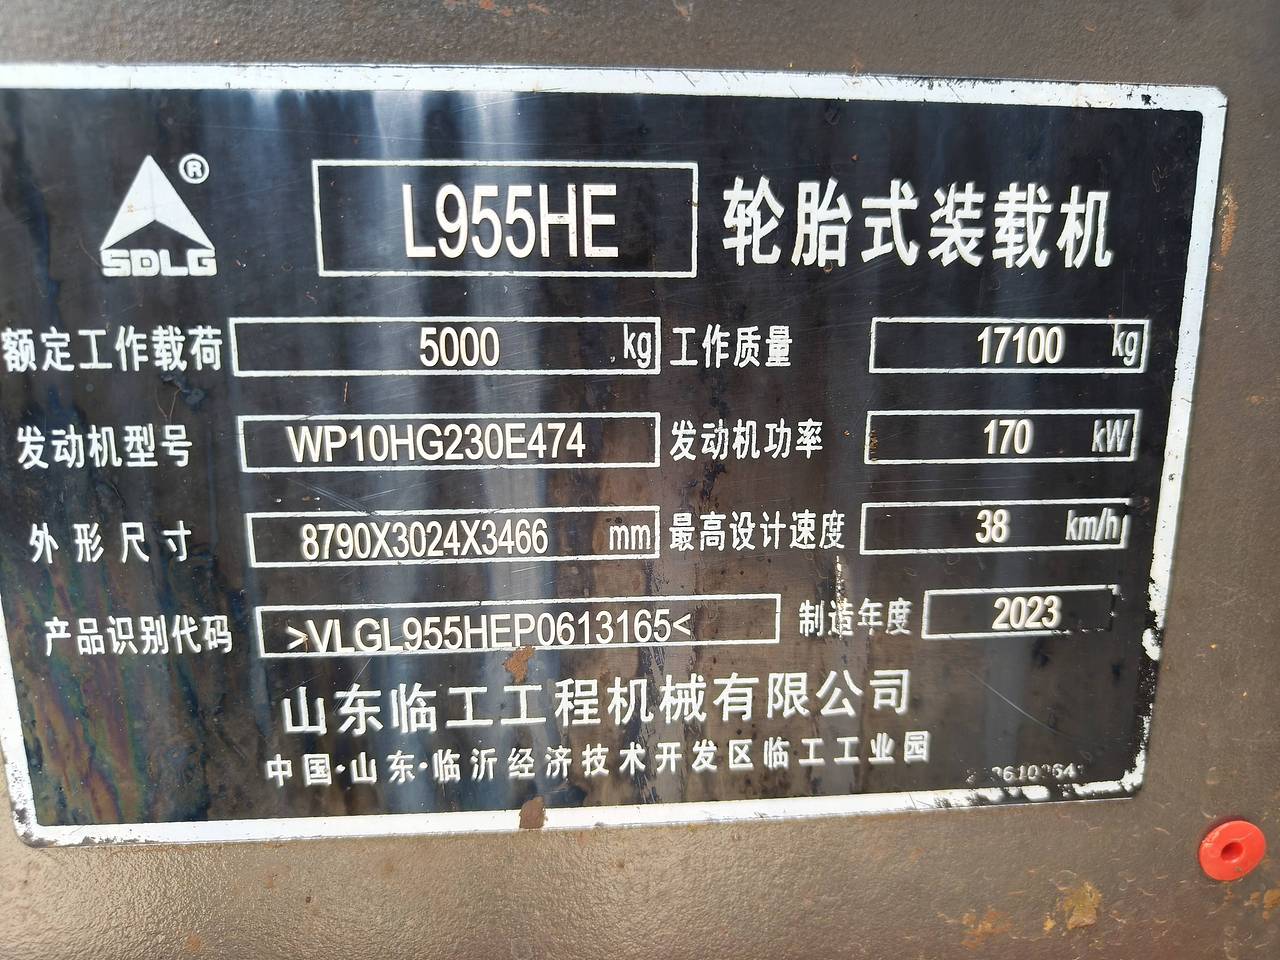 SDLG ® L955HE 轮胎式装载机
额定工作载荷 5000 kg 工作质量 17100 kg
发动机型号 WP10HG230E474 发动机功率 170 kW
外形尺寸 8790X3024X3466 mm 最高设计速度 38 km/h
产品识别代码 >VLGL955HEP0613165< 制造年度 2023
山东临工工程机械有限公司
中国·山东·临沂经济技术开发区临工工业园